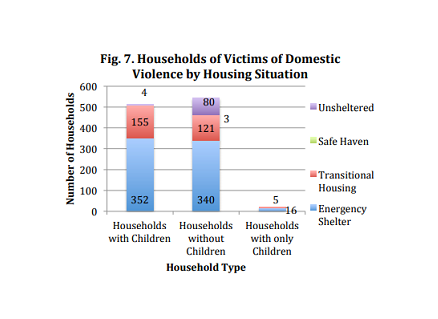 Fig. 7. Households of Victims of Domestic
Violence by Housing Situation
Number of Households
600
500
400
300
200
100
0
4
155
352
80
3
121
340
5
16
Households
with Children
Households
without
Children
Households
with only
Children
Household Type
Unsheltered
Safe Haven
Transitional
Housing
Emergency
Shelter